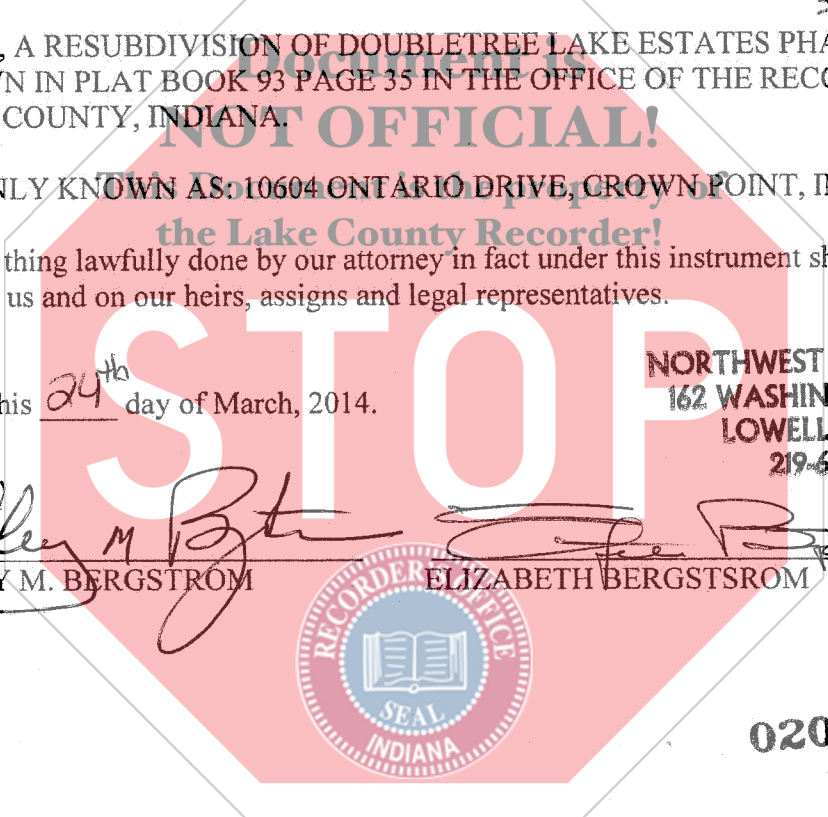 , A RESUBDIVISION OF DOUBLETREE LAKE ESTATES PHA
Document is
N IN PLAT BOOK 93 PAGE 35 IN THE OFFICE OF THE REC
COUNTY, INDIANA.
NOT OFFICIAL!
This Document is the property of
NLY KNOWN AS: 10604 ONTARIO DRIVE, CROWN POINT, I
the Lake County Recorder!
thing lawfully done by our attorney in fact under this instrument sh
us and on our heirs, assigns and legal representatives.
STOP
NORTHWEST
his 24th day of March, 2014.
162 WASHIN
LOWELL
219-6
M
Y M. BERGSTROM
ELIZABETH BERGSTSROM
RECORDER'S OFFICE
SEAL
INDIANA
020